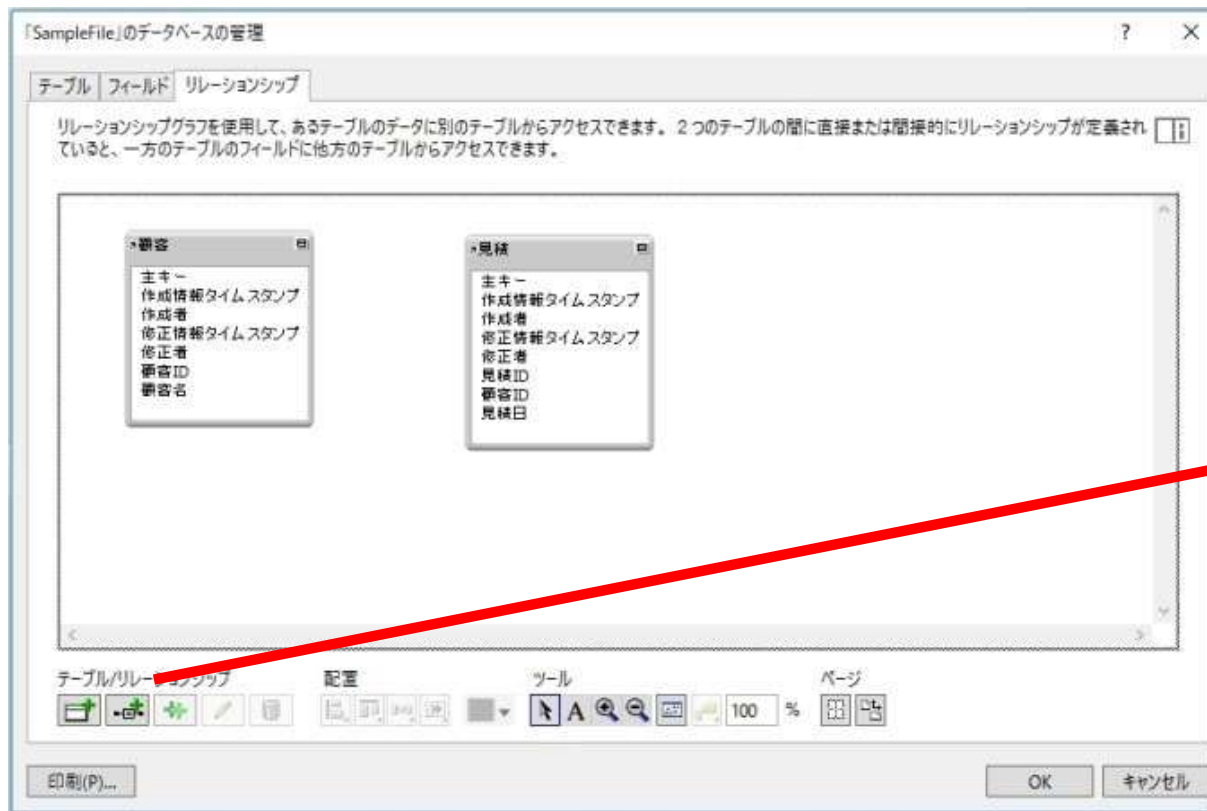 「SampleFile」のデータベースの管理
?
テーブル フィールド リレーションシップ
リレーションシップグラフを使用して、あるテーブルのデータに別のテーブルからアクセスできます。2つのテーブルの間に直接または間接的にリレーションシップが定義され
ていると、一方のテーブルのフィールドに他方のテーブルからアクセスできます。
顧客
主キー
作成情報タイムスタンプ
作成者
修正情報タイムスタンプ
修正者
顧客ID
顧客名
見積
主キー
作成情報タイムスタンプ
作成者
修正情報タイムスタンプ
修正者
見積ID
顧客ID
見積日
テーブル/リレーションシップ 配置 ツール ページ
A 100 %
印刷(P)... OK キャンセル